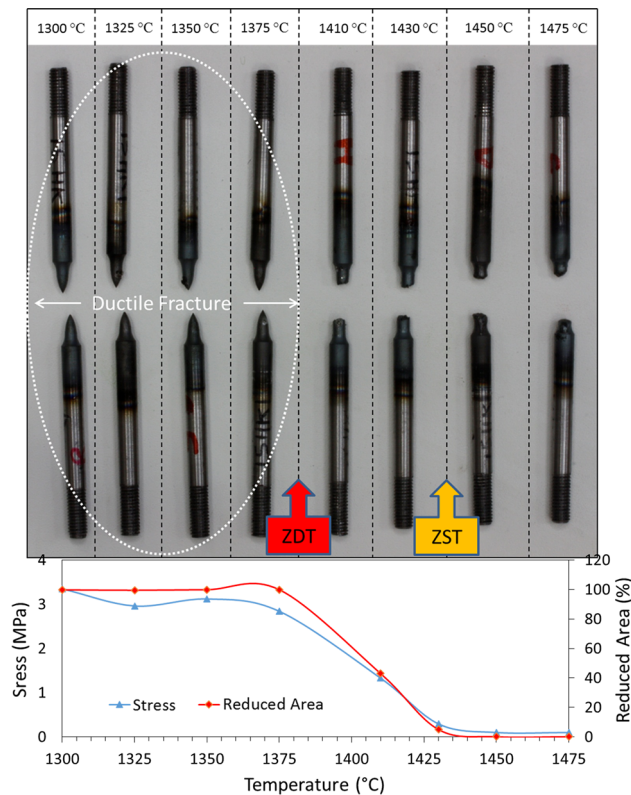 1300 °C 1325 °C 1350 °C 1375 °C 1410 °C 1430 °C 1450 °C 1475 °C
Ductile Fracture
ZDT
ZST
4
3
2
1
0
Sress (MPa)
120
100
80
60
40
20
0
Reduced Area (%)
Stress
Reduced Area
1300 1325 1350 1375 1400 1425 1450 1475
Temperature (°C)